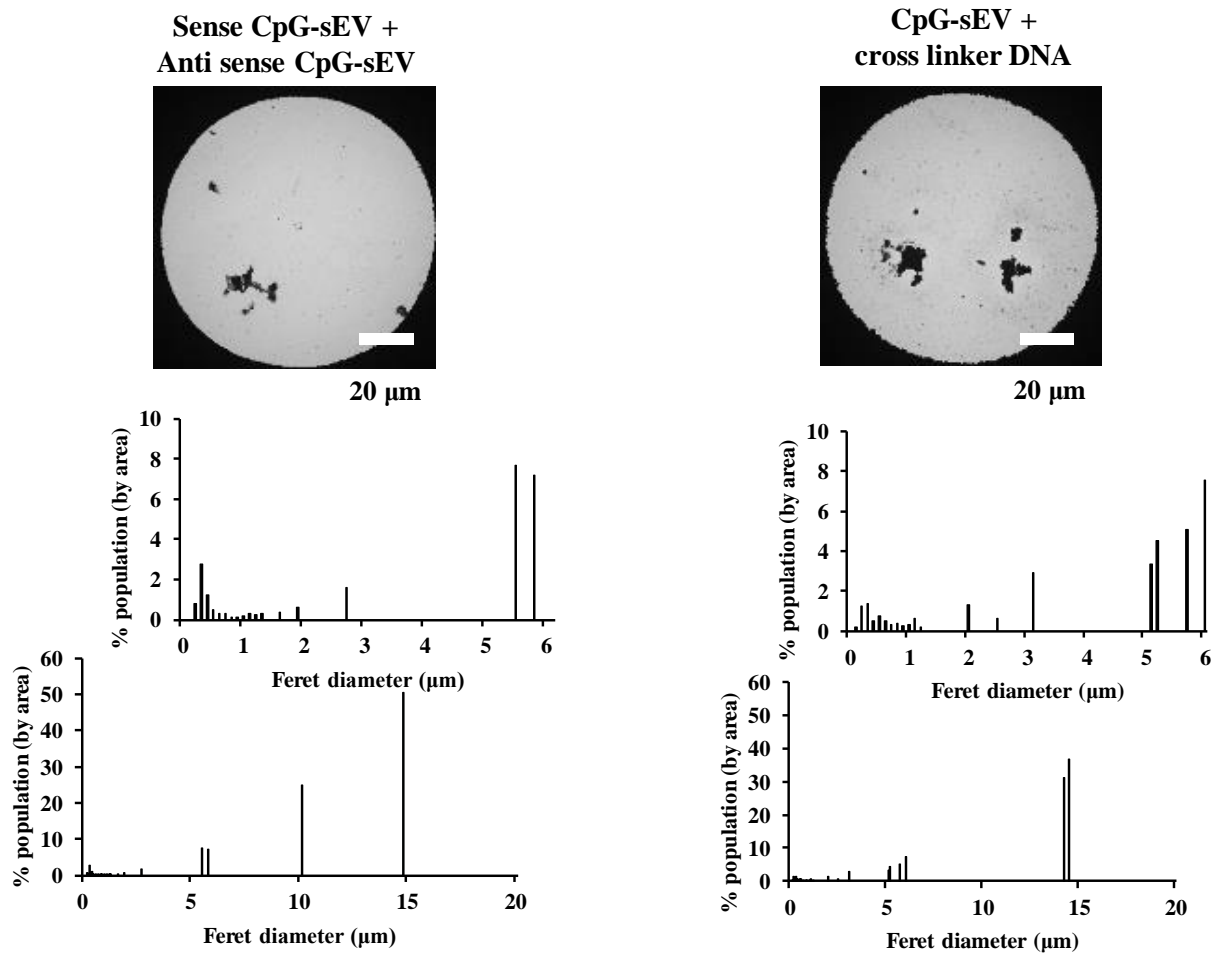 Sense CpG-sEV +
Anti sense CpG-sEV
20 μm
% population (by area)
10
8
6
4
2
0
0 1 2 3 4 5 6
Feret diameter (μm)
% population (by area)
60
50
40
30
20
10
0
0 5 10 15 20
Feret diameter (μm)
CpG-sEV +
cross linker DNA
20 μm
% population (by area)
10
8
6
4
2
0
0 1 2 3 4 5 6
Feret diameter (μm)
% population (by area)
60
50
40
30
20
10
0
0 5 10 15 20
Feret diameter (μm)